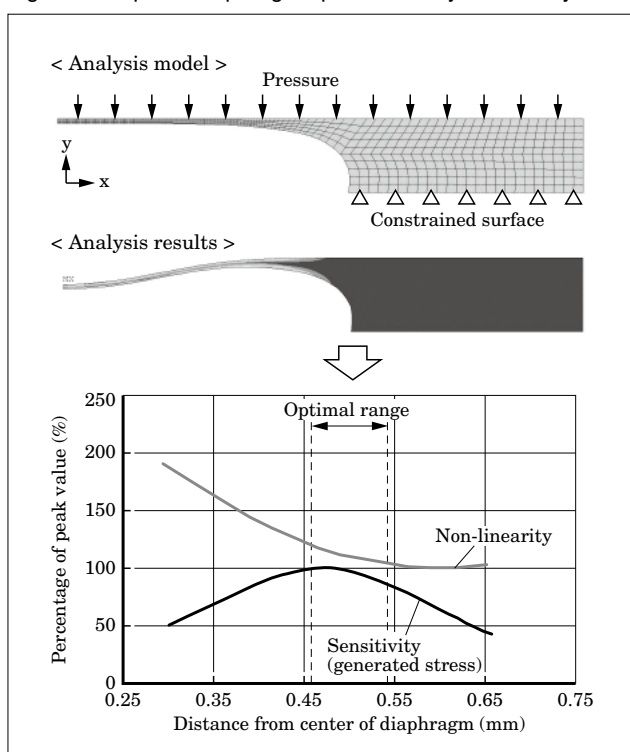 < Analysis model >
Pressure
y
x
Constrained surface
< Analysis results >
MX
250
200
150
100
50
0
Percentage of peak value (%)
Optimal range
Non-linearity
Sensitivity
(generated stress)
0.25 0.35 0.45 0.55 0.65 0.75
Distance from center of diaphragm (mm)